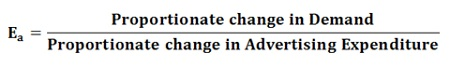 Proportionate change in Demand
Eₐ =
Proportionate change in Advertising Expenditure